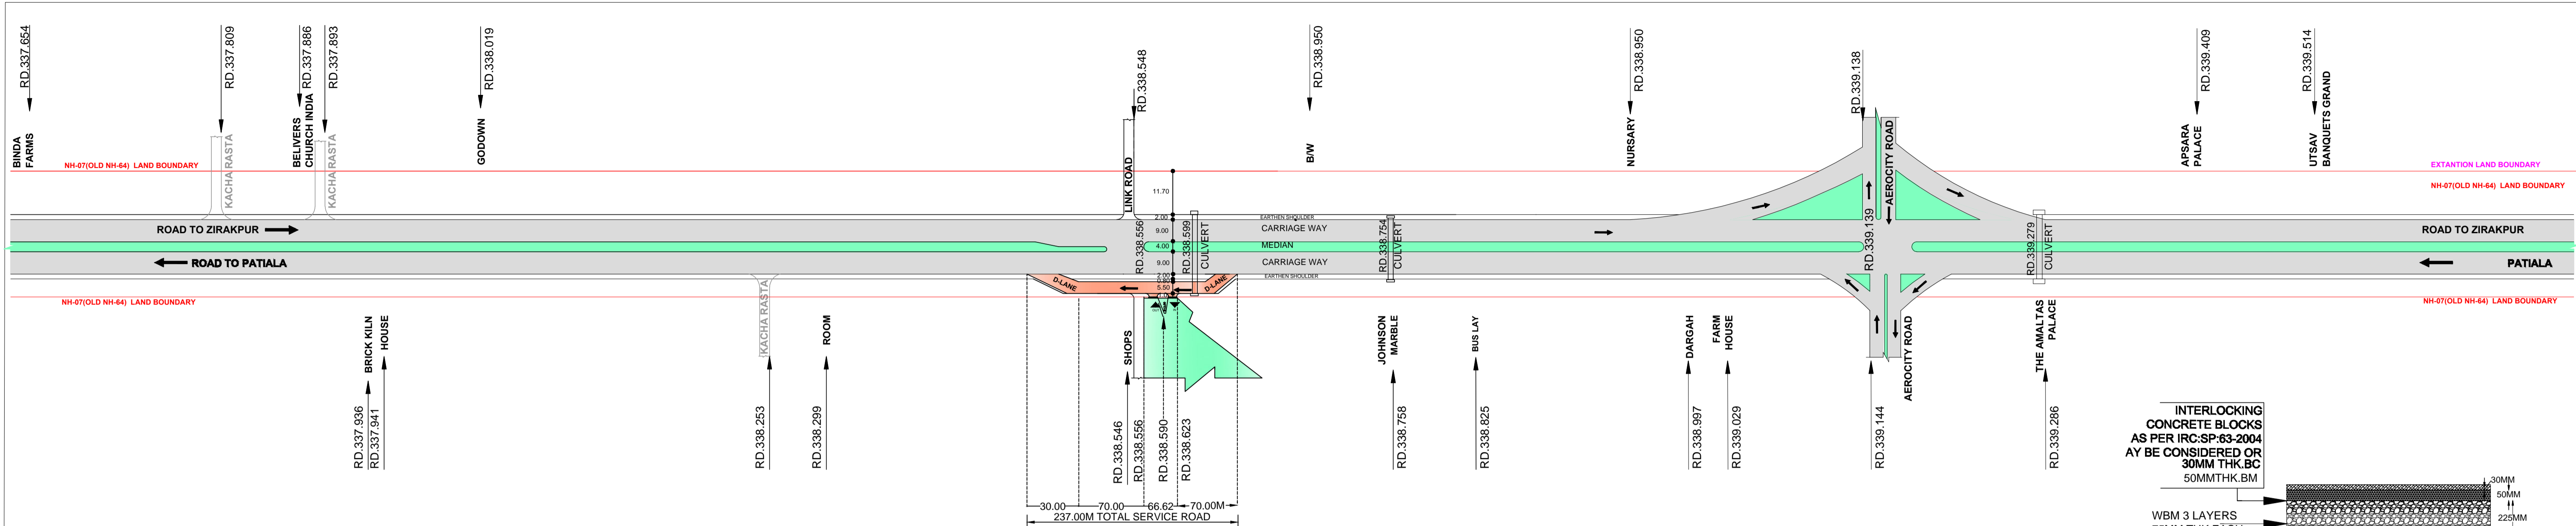 RD.337.654
BINDA
FARMS
RD.337.809
KACHA RASTA
RD.337.886
BELIVERS
CHURCH INDIA
RD.337.893
KACHA RASTA
RD.338.019
GODOWN
RD.338.548
LINK ROAD
RD.338.950
B/W
RD.338.950
NURSARY
RD.339.138
AEROCITY ROAD
RD.339.409
APSARA
PALACE
RD.339.514
UTSAV
BANQUETS GRAND
NH-07(OLD NH-64) LAND BOUNDARY
EXTANTION LAND BOUNDARY
NH-07(OLD NH-64) LAND BOUNDARY
11.70
2.00
9.00
4.00
9.00
2.00
5.50
EARTHEN SHOULDER
CARRIAGE WAY
MEDIAN
CARRIAGE WAY
EARTHEN SHOULDER
ROAD TO ZIRAKPUR
ROAD TO PATIALA
RD.338.556
RD.338.599
CULVERT
RD.338.754
CULVERT
RD.339.139
RD.339.279
CULVERT
ROAD TO ZIRAKPUR
PATIALA
D-LANE
D-LANE
NH-07(OLD NH-64) LAND BOUNDARY
NH-07(OLD NH-64) LAND BOUNDARY
BRICK KILN
HOUSE
RD.337.936
RD.337.941
KACHA RASTA
RD.338.253
ROOM
RD.338.299
SHOPS
RD.338.546
RD.338.556
RD.338.590
RD.338.623
JOHNSON
MARBLE
RD.338.758
BUS LAY
RD.338.825
DARGAH
RD.338.997
FARM
HOUSE
RD.339.029
RD.339.144
AEROCITY ROAD
THE AMALTAS
PALACE
RD.339.286
30.00 70.00 66.62 70.00M
237.00M TOTAL SERVICE ROAD
INTERLOCKING
CONCRETE BLOCKS
AS PER IRC:SP:63-2004
AY BE CONSIDERED OR
30MM THK.BC
50MMTHK.BM
WBM 3 LAYERS
30MM
50MM
225MM